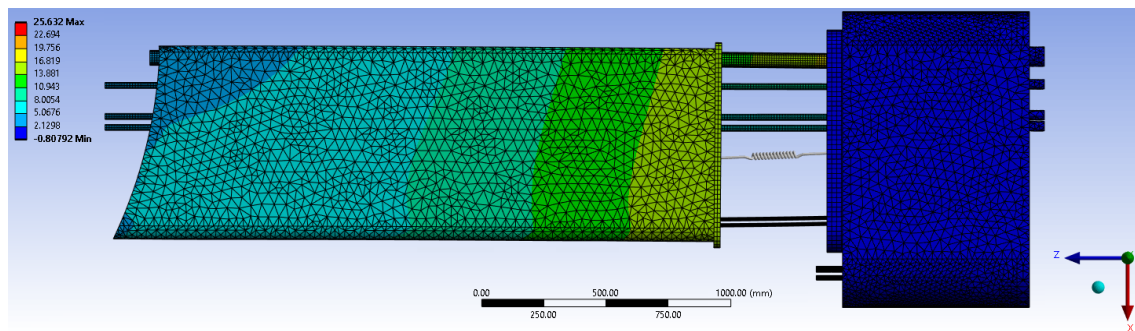 25.632 Max
22.694
19.756
16.819
13.881
10.943
8.0054
5.0676
2.1298
-0.80792 Min
Z
X
0.00 500.00 1000.00 (mm)
250.00 750.00